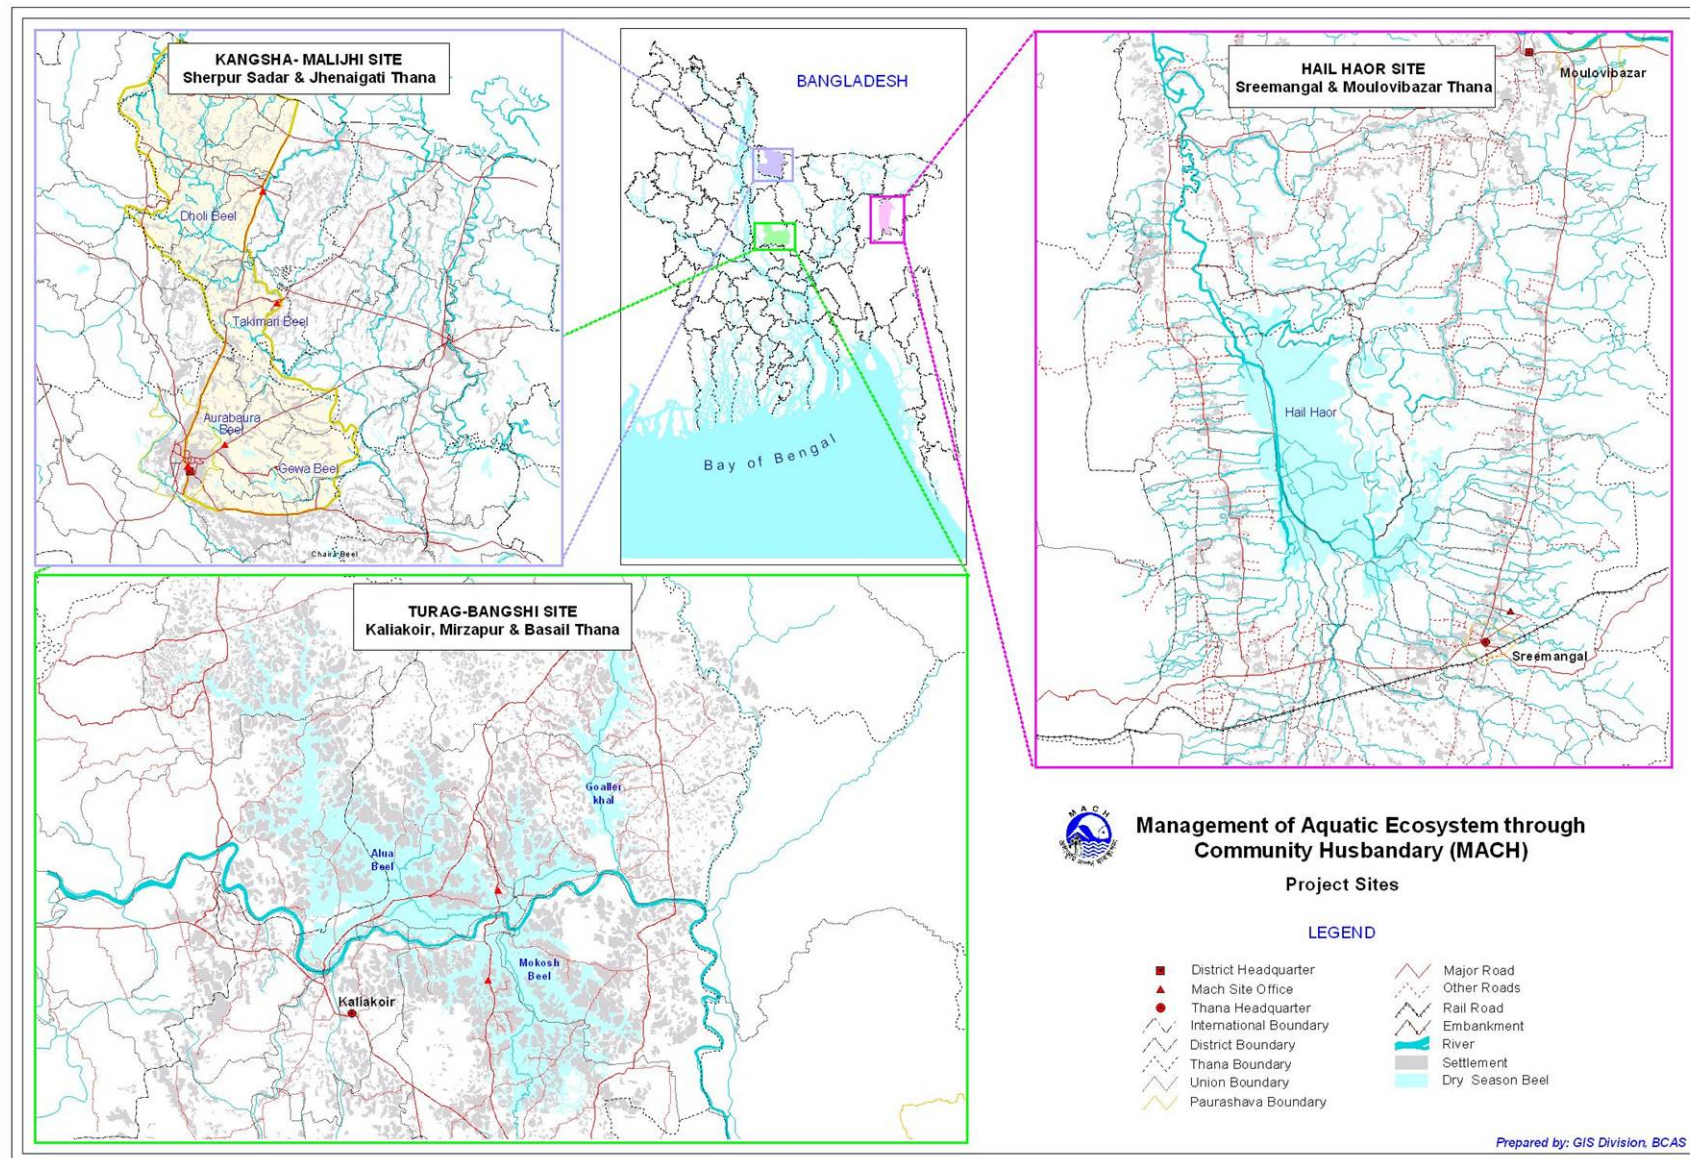 KANGSHA- MALIJHI SITE
Sherpur Sadar & Jhenaigati Thana
Dholi Beel
Takimari Beel
Aurabaura
Beel
Gewa Beel
Chaira Beel
BANGLADESH
Bay of Bengal
HAIL HAOR SITE
Sreemangal & Moulovibazar Thana
Moulovibazar
Hail Haor
Sreemangal
TURAG-BANGSHI SITE
Kaliakoir, Mirzapur & Basail Thana
Goaller
khal
Alua
Beel
Mokosh
Beel
Kaliakoir
MACH
Management of Aquatic Ecosystem through
Community Husbandary (MACH)
Project Sites
LEGEND
District Headquarter
Mach Site Office
Thana Headquarter
International Boundary
District Boundary
Thana Boundary
Union Boundary
Paurashava Boundary
Major Road
Other Roads
Rail Road
Embankment
River
Settlement
Dry Season Beel
Prepared by: GIS Division, BCAS